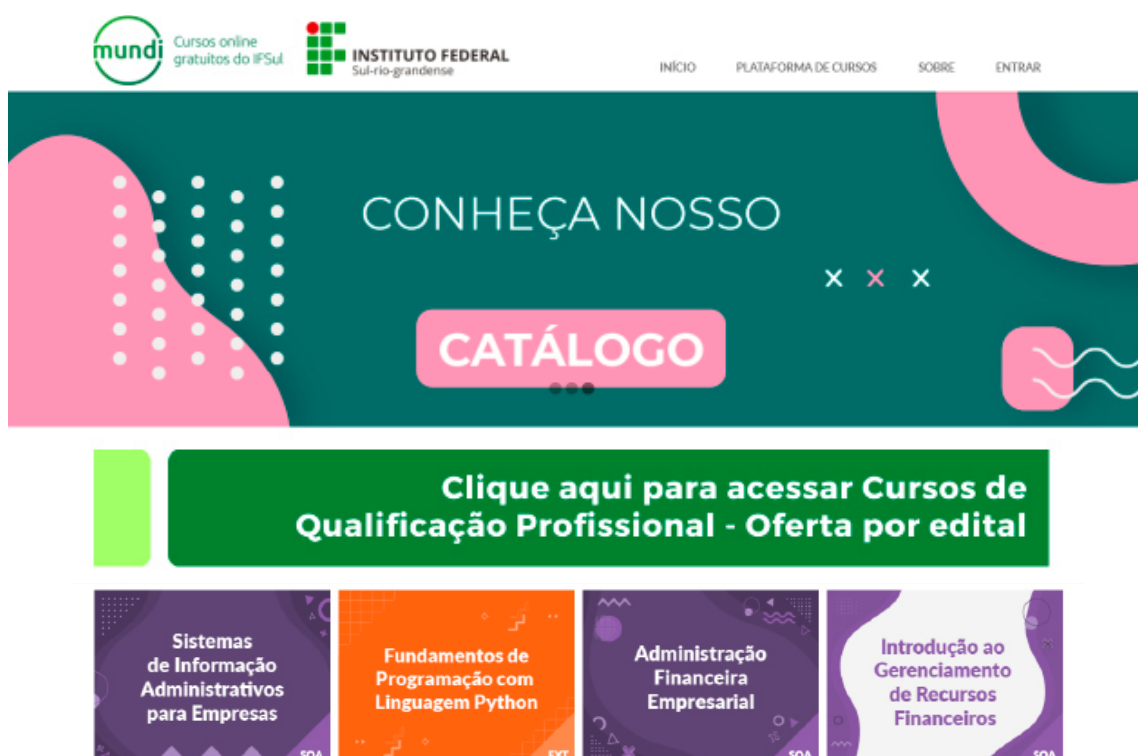 mundi
Cursos online
gratuitos do IFSul
INSTITUTO FEDERAL
Sul-rio-grandense
INÍCIO PLATAFORMA DE CURSOS SOBRE ENTRAR
CONHEÇA NOSSO
CATÁLOGO
Clique aqui para acessar Cursos de
Qualificação Profissional - Oferta por edital
Sistemas
de Informação
Administrativos
para Empresas
SOA
Fundamentos de
Programação com
Linguagem Python
EXT
Administração
Financeira
Empresarial
SOA
Introdução ao
Gerenciamento
de Recursos
Financeiros
SOA